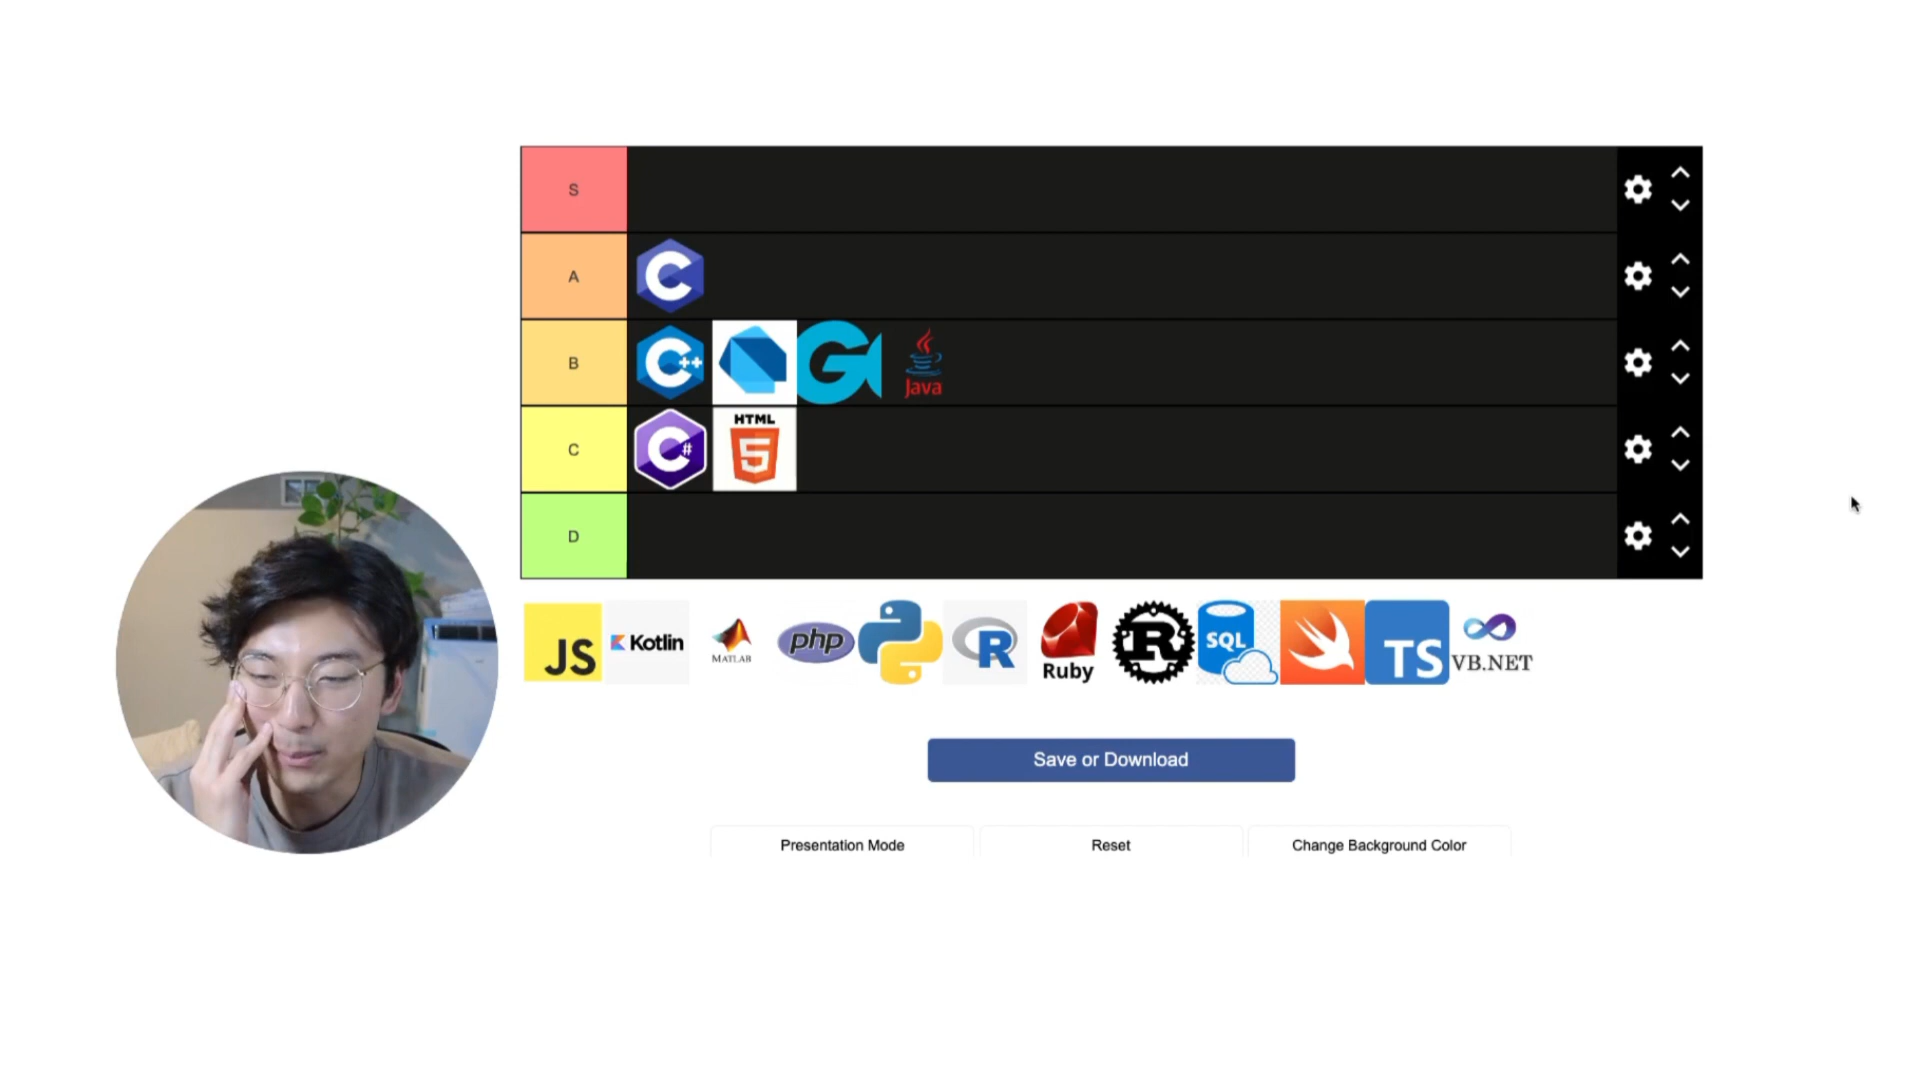 S
A
C
B
C++
G
Java
C
C#
HTML
5
D
JS
Kotlin
MATLAB
php
R
Ruby
R
SQL
TS
VB.NET
Save or Download
Presentation Mode
Reset
Change Background Color